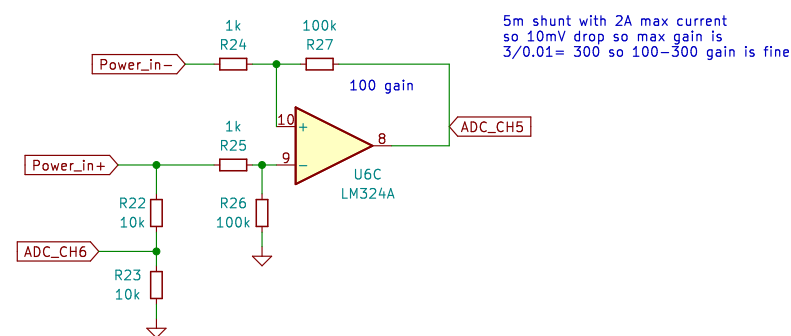 5m shunt with 2A max current
so 10mV drop so max gain is
3/0.01= 300 so 100-300 gain is fine
1k
R24
100k
R27
Power_in-
100 gain
10
+
8
ADC_CH5
1k
R25
9
-
Power_in+
U6C
LM324A
R22
10k
R26
100k
ADC_CH6
R23
10k